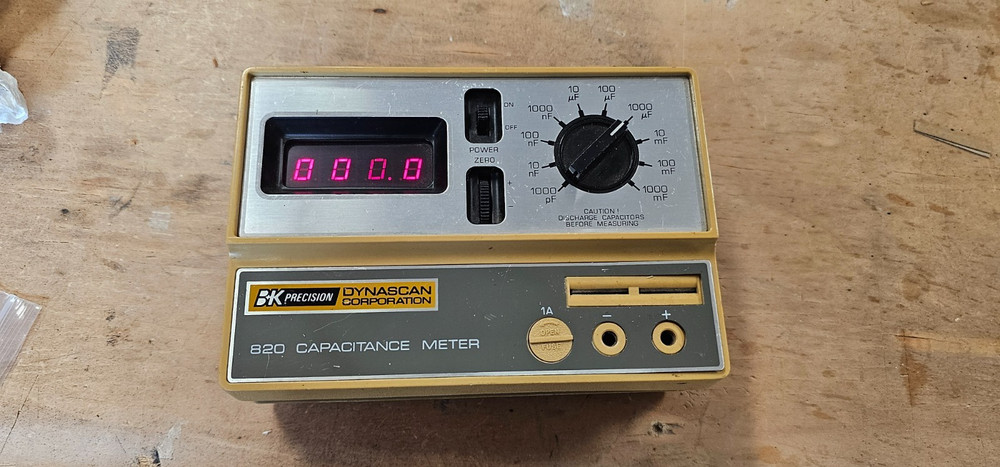 000.0
ON
OFF
POWER
ZERO
+
-
10 µF
100 µF
1000 nF
1000 µF
100 nF
10 mF
10 nF
100 mF
1000 pF
1000 mF
CAUTION!
DISCHARGE CAPACITORS
BEFORE MEASURING
B+K PRECISION
DYNASCAN
CORPORATION
820 CAPACITANCE METER
1A
OPEN
FUSE
- +